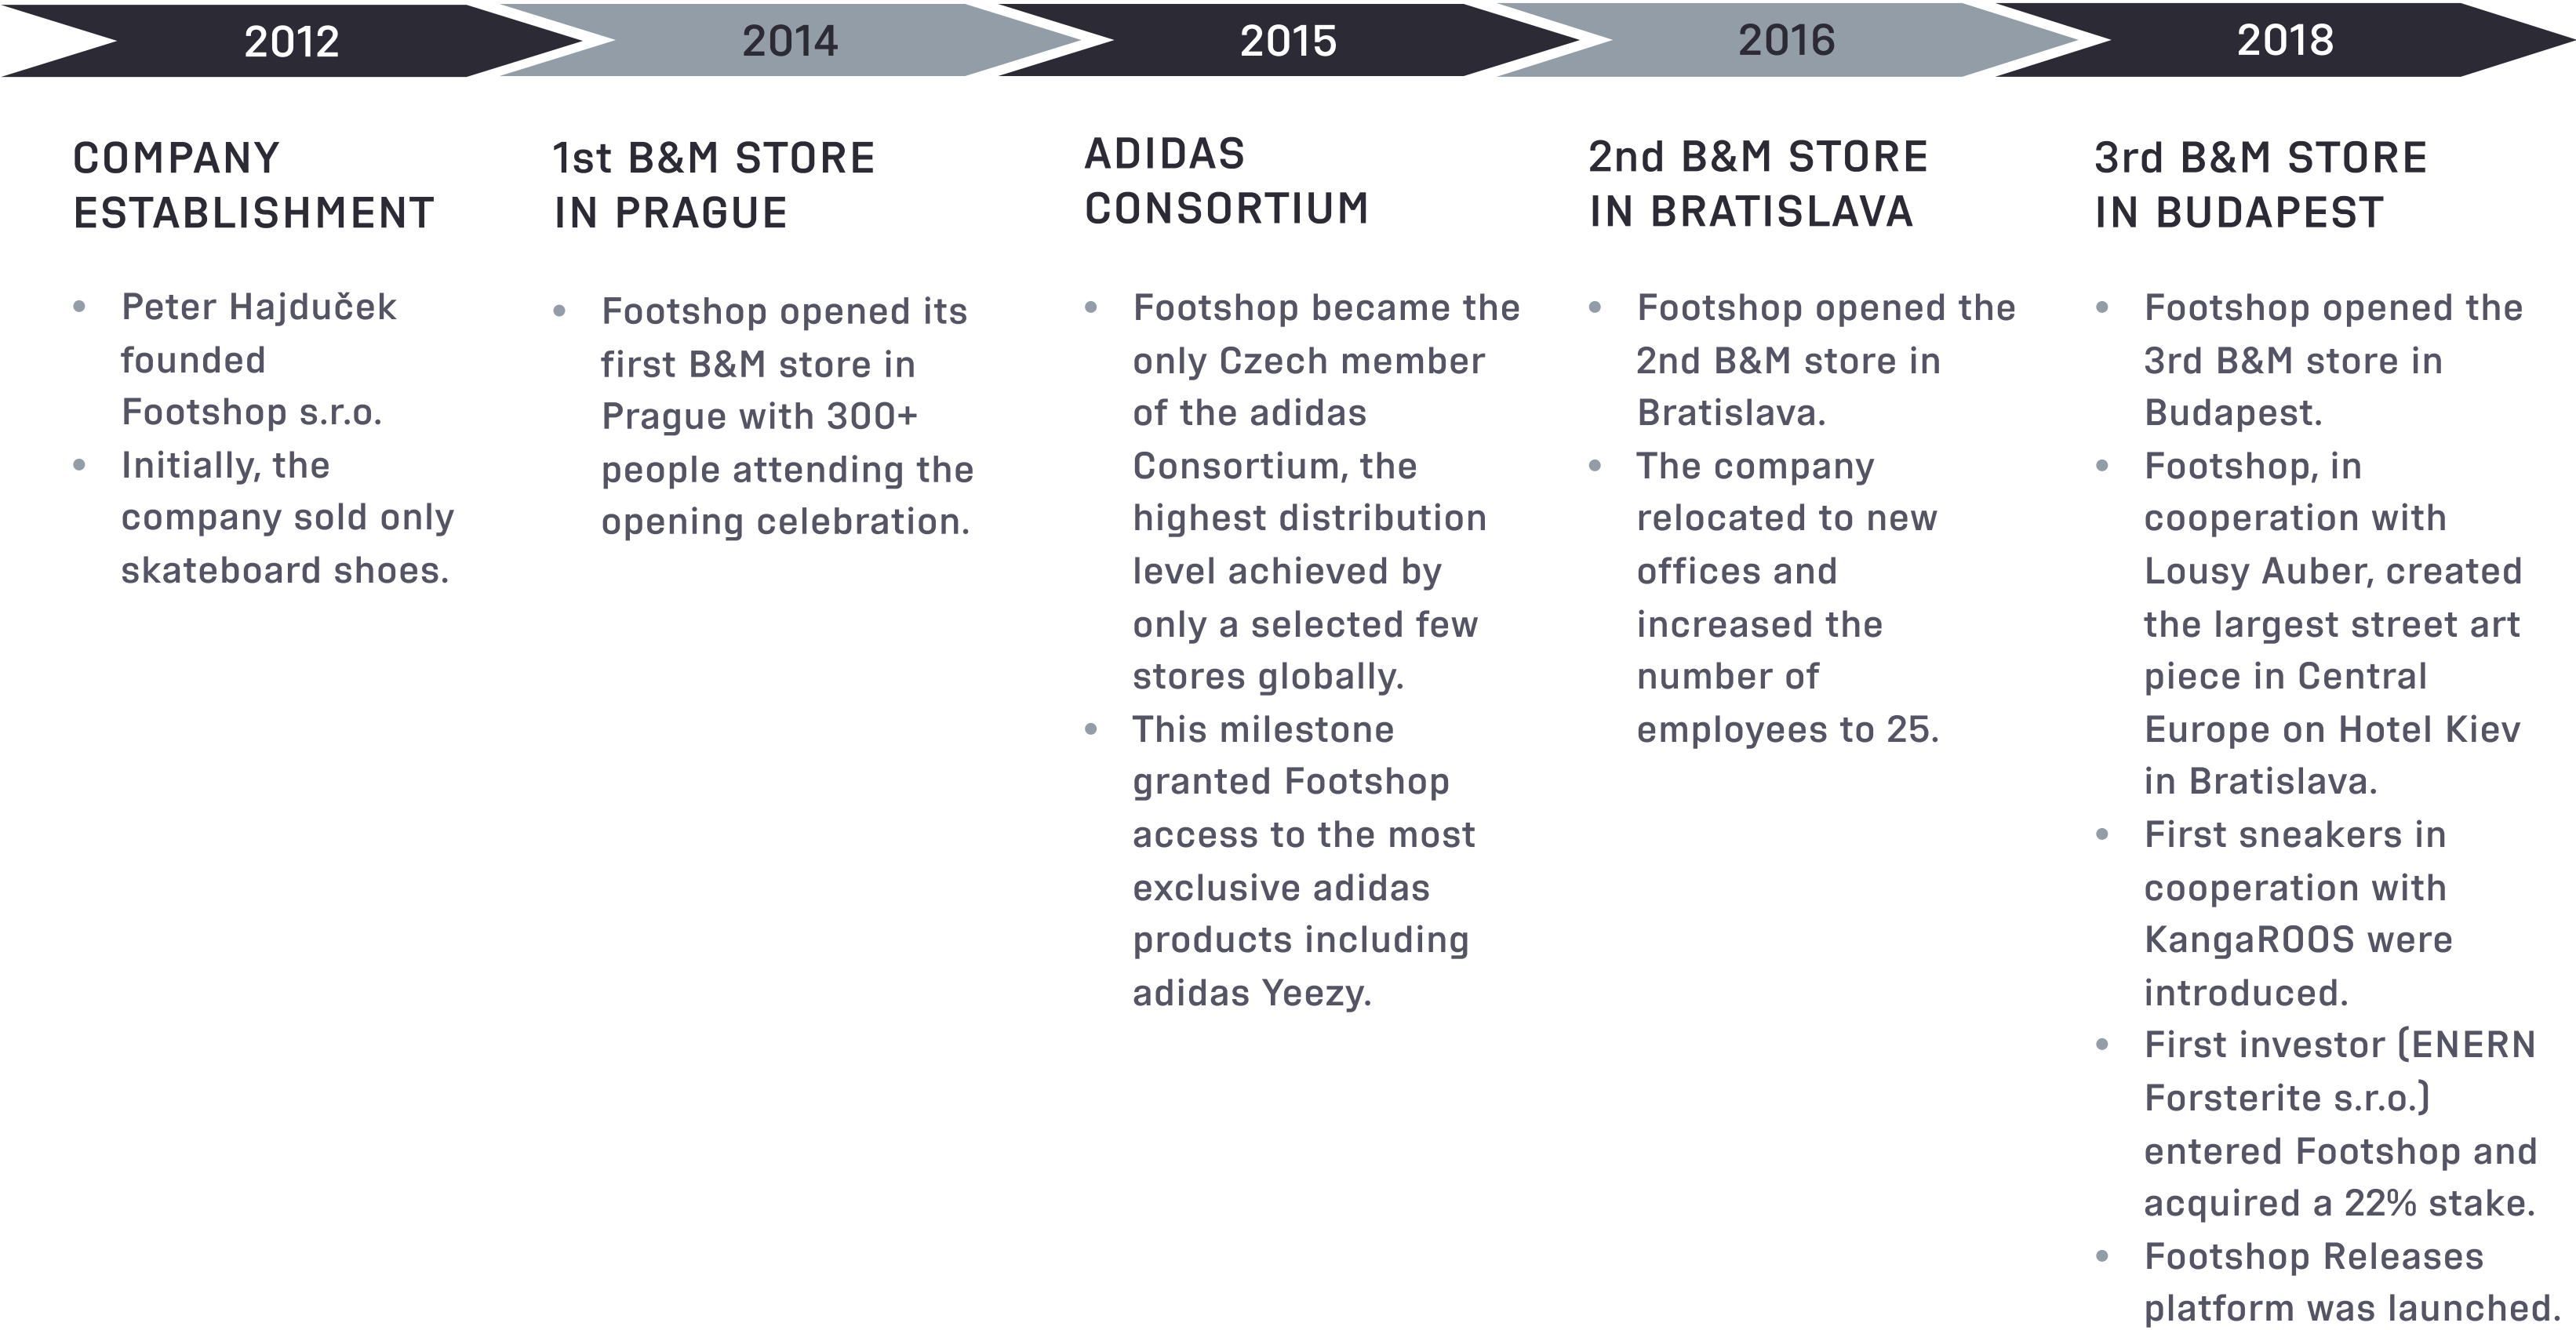 2012
2014
2015
2016
2018
COMPANY
ESTABLISHMENT
• Peter Hajduček
founded
Footshop s.r.o.
• Initially, the
company sold only
skateboard shoes.
1st B&M STORE
IN PRAGUE
• Footshop opened its
first B&M store in
Prague with 300+
people attending the
opening celebration.
ADIDAS
CONSORTIUM
• Footshop became the
only Czech member
of the adidas
Consortium, the
highest distribution
level achieved by
only a selected few
stores globally.
• This milestone
granted Footshop
access to the most
exclusive adidas
products including
adidas Yeezy.
2nd B&M STORE
IN BRATISLAVA
• Footshop opened the
2nd B&M store in
Bratislava.
• The company
relocated to new
offices and
increased the
number of
employees to 25.
3rd B&M STORE
IN BUDAPEST
• Footshop opened the
3rd B&M store in
Budapest.
• Footshop, in
cooperation with
Lousy Auber, created
the largest street art
piece in Central
Europe on Hotel Kiev
in Bratislava.
• First sneakers in
cooperation with
KangaROOS were
introduced.
• First investor (ENERN
Forsterite s.r.o.)
entered Footshop and
acquired a 22% stake.
• Footshop Releases
platform was launched.